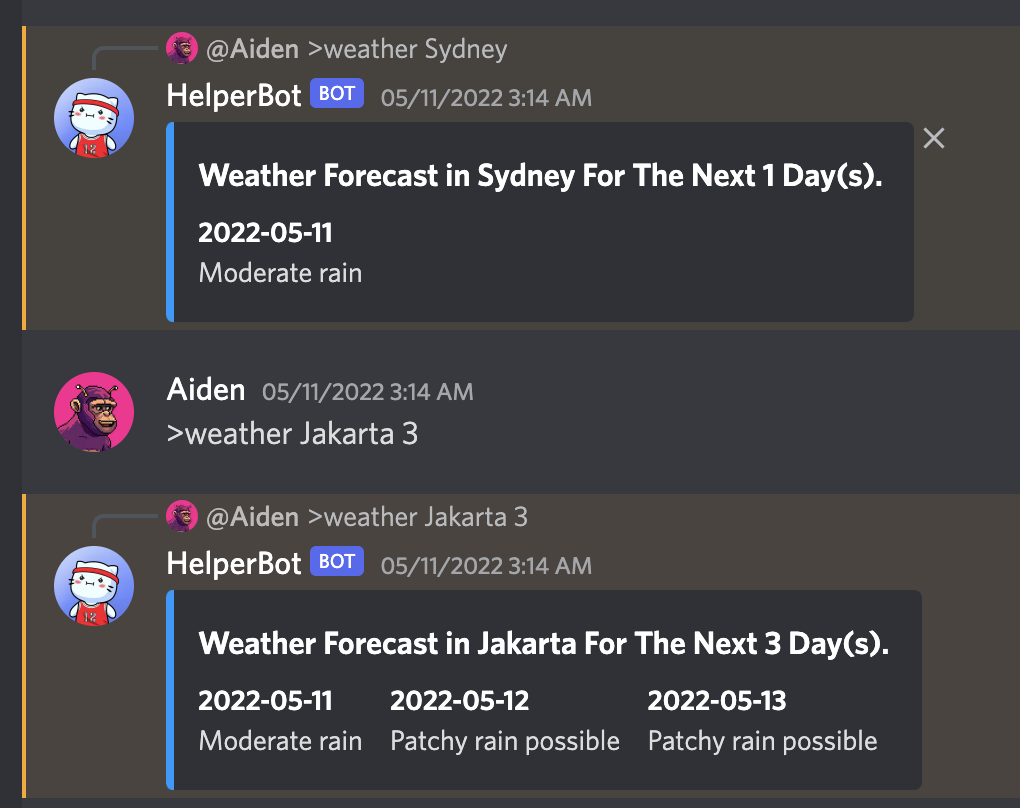 @Aiden >weather Sydney
HelperBot BOT 05/11/2022 3:14 AM
Weather Forecast in Sydney For The Next 1 Day(s).
2022-05-11
Moderate rain
Aiden 05/11/2022 3:14 AM
>weather Jakarta 3
@Aiden >weather Jakarta 3
HelperBot BOT 05/11/2022 3:14 AM
Weather Forecast in Jakarta For The Next 3 Day(s).
2022-05-11 2022-05-12 2022-05-13
Moderate rain Patchy rain possible Patchy rain possible